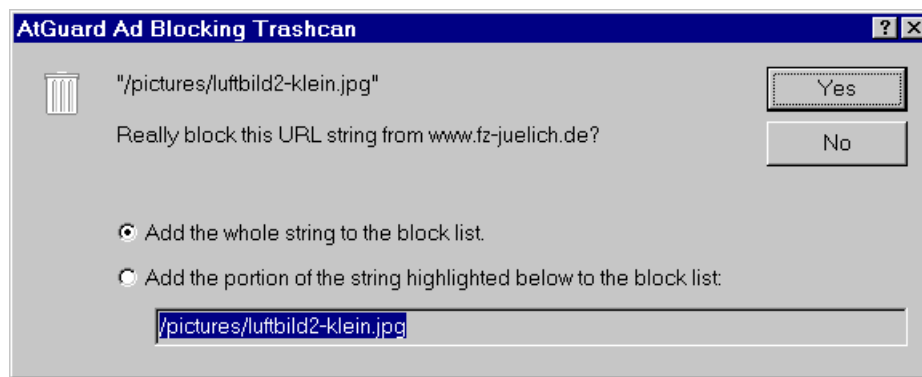 AtGuard Ad Blocking Trashcan
"/pictures/luftbild2-klein.jpg"
Yes
Really block this URL string from www.fz-juelich.de?
No
Add the whole string to the block list.
Add the portion of the string highlighted below to the block list:
/pictures/luftbild2-klein.jpg